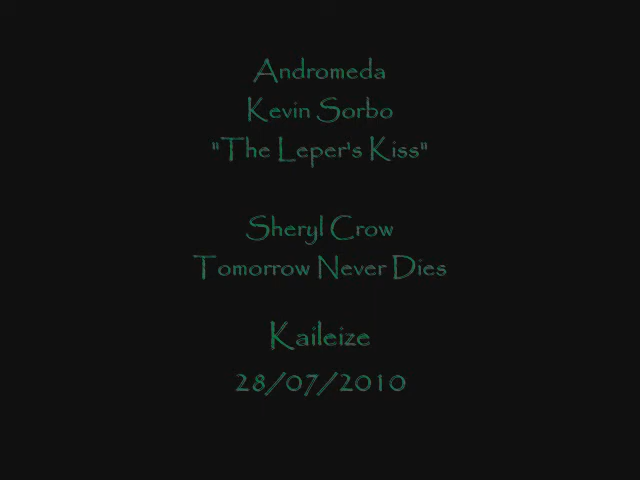 Andromeda
Kevin Sorbo
"The Leper's Kiss"
Sheryl Crow
Tomorrow Never Dies
Kaileize
28/07/2010